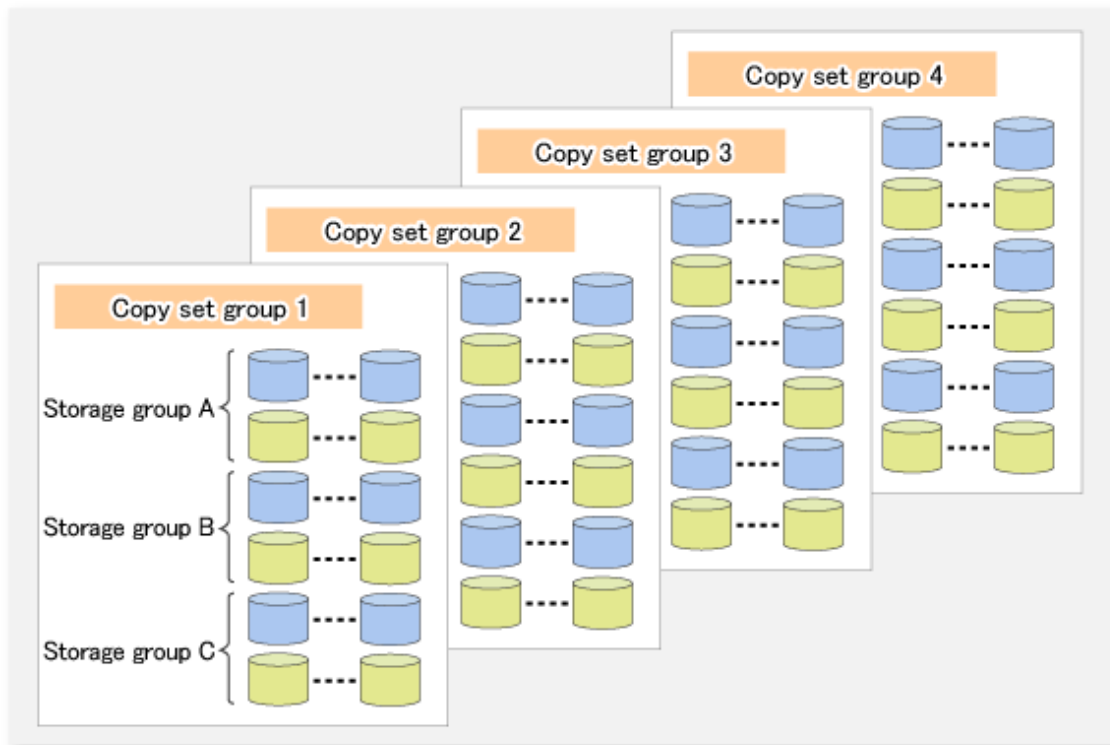 Copy set group 4
Copy set group 3
Copy set group 2
Copy set group 1
Storage group A
Storage group B
Storage group C